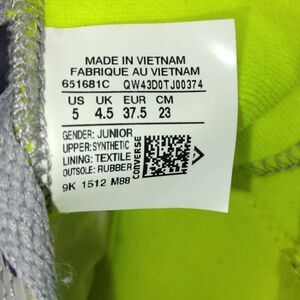 MADE IN VIETNAM
FABRIQUE AU VIETNAM
651681C QW43D0TJ00374
US UK EUR CM
5 4.5 37.5 23
GENDER: JUNIOR
UPPER: SYNTHETIC
LINING: TEXTILE
OUTSOLE: RUBBER
9K 1512 M88
CONVERSE